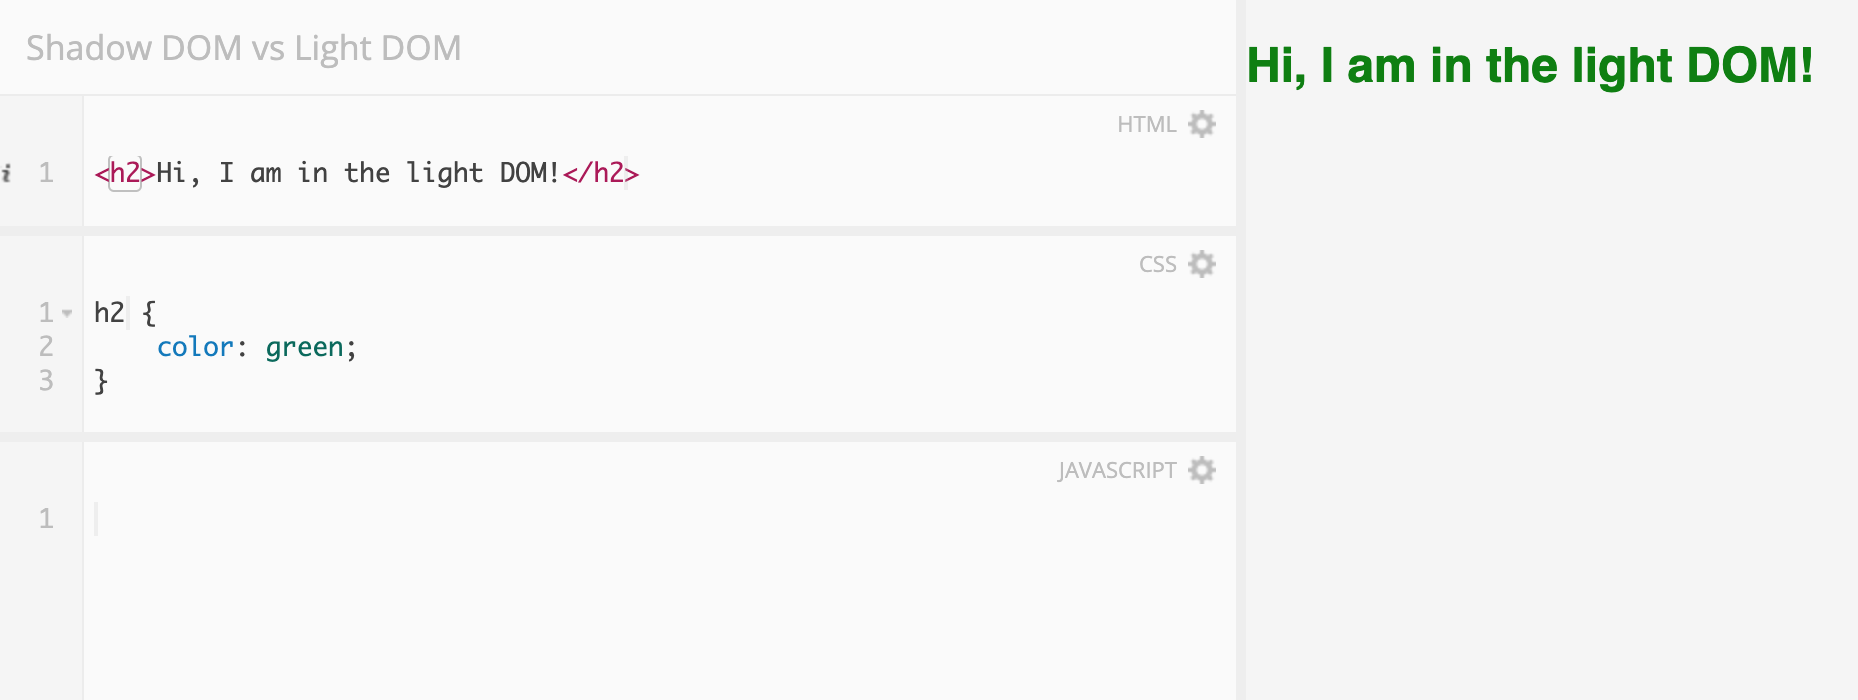 Shadow DOM vs Light DOM
HTML
i 1 <h2>Hi, I am in the light DOM!</h2>
CSS
1 h2 {
2 color: green;
3 }
JAVASCRIPT
1
Hi, I am in the light DOM!